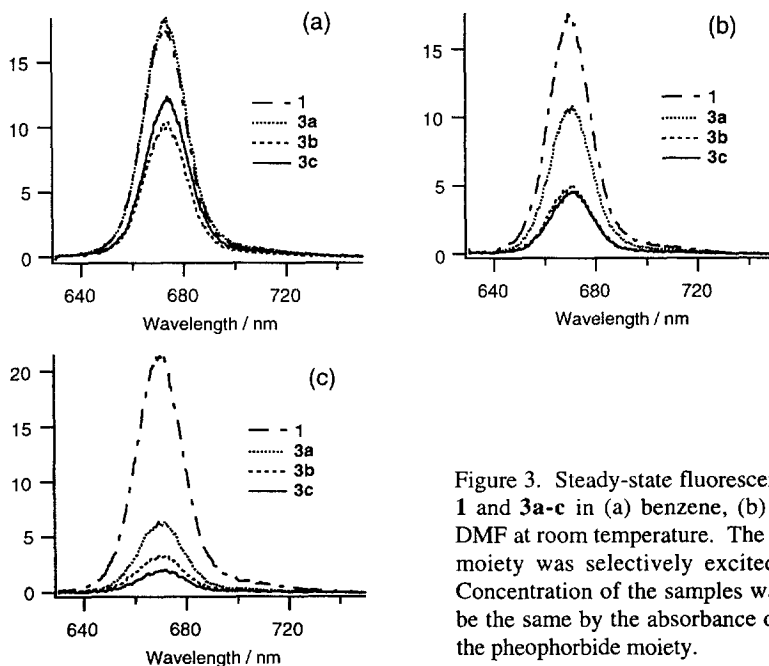 (a)
15
10
5
0
1
3a
3b
3c
640 680 720
Wavelength / nm
(b)
15
10
5
0
1
3a
3b
3c
640 680 720
Wavelength / nm
(c)
20
15
10
5
0
1
3a
3b
3c
640 680 720
Wavelength / nm
Figure 3. Steady-state
1 and 3a-c in (a) benzene, (b)
DMF at room temperature. The
moiety was selectively excited
Concentration of the samples
be the same by the absorbance
the pheophorbide moiety.